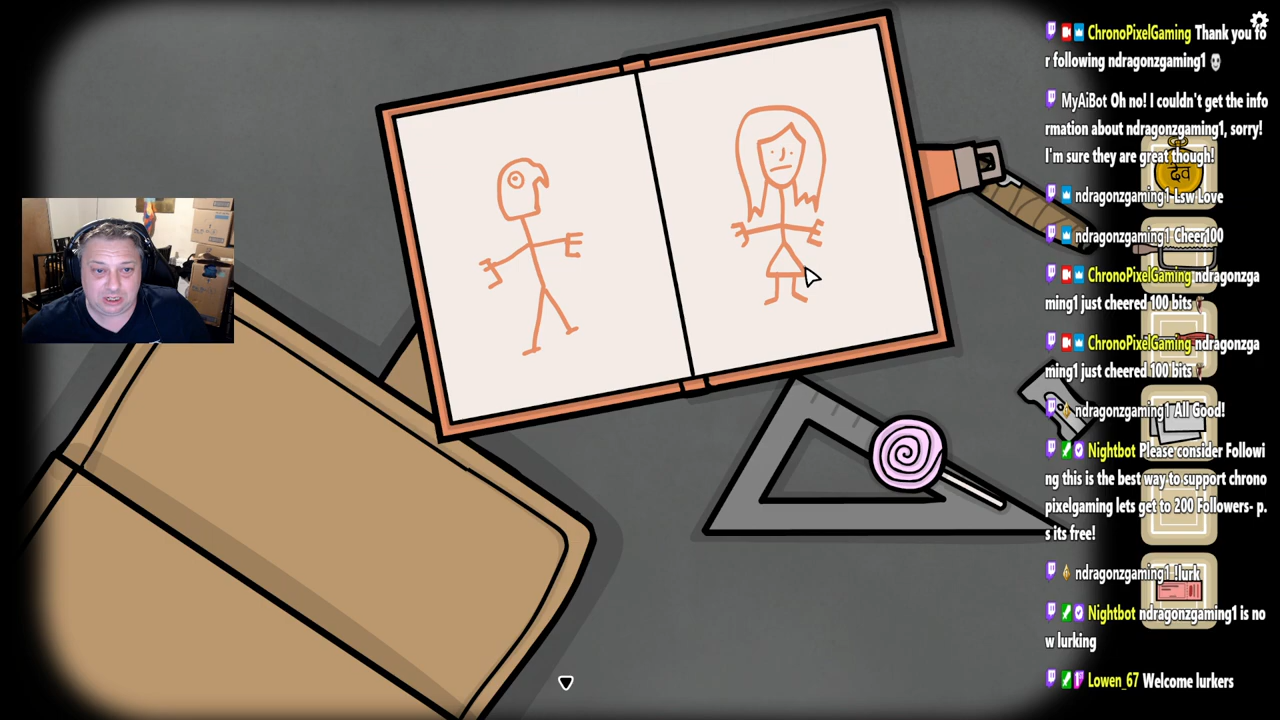 ChronoPixelGaming Thank you fo
r following ndragonzgaming1
MyAiBot Oh no! I couldn't get the info
rmation about ndragonzgaming1, sorry!
I'm sure they are great though!
देव
ndragonzgaming1 Lsw Love
ndragonzgaming1 Cheer100
ChronoPixelGaming ndragonzga
ming1 just cheered 100 bits
ChronoPixelGaming ndragonzga
ming1 just cheered 100 bits
ndragonzgaming1 All Good!
Nightbot Please consider Followi
ng this is the best way to support chrono
pixelgaming lets get to 200 Followers- p.
s its free!
ndragonzgaming1 !lurk
Nightbot ndragonzgaming1 is no
w lurking
Lowen_67 Welcome lurkers